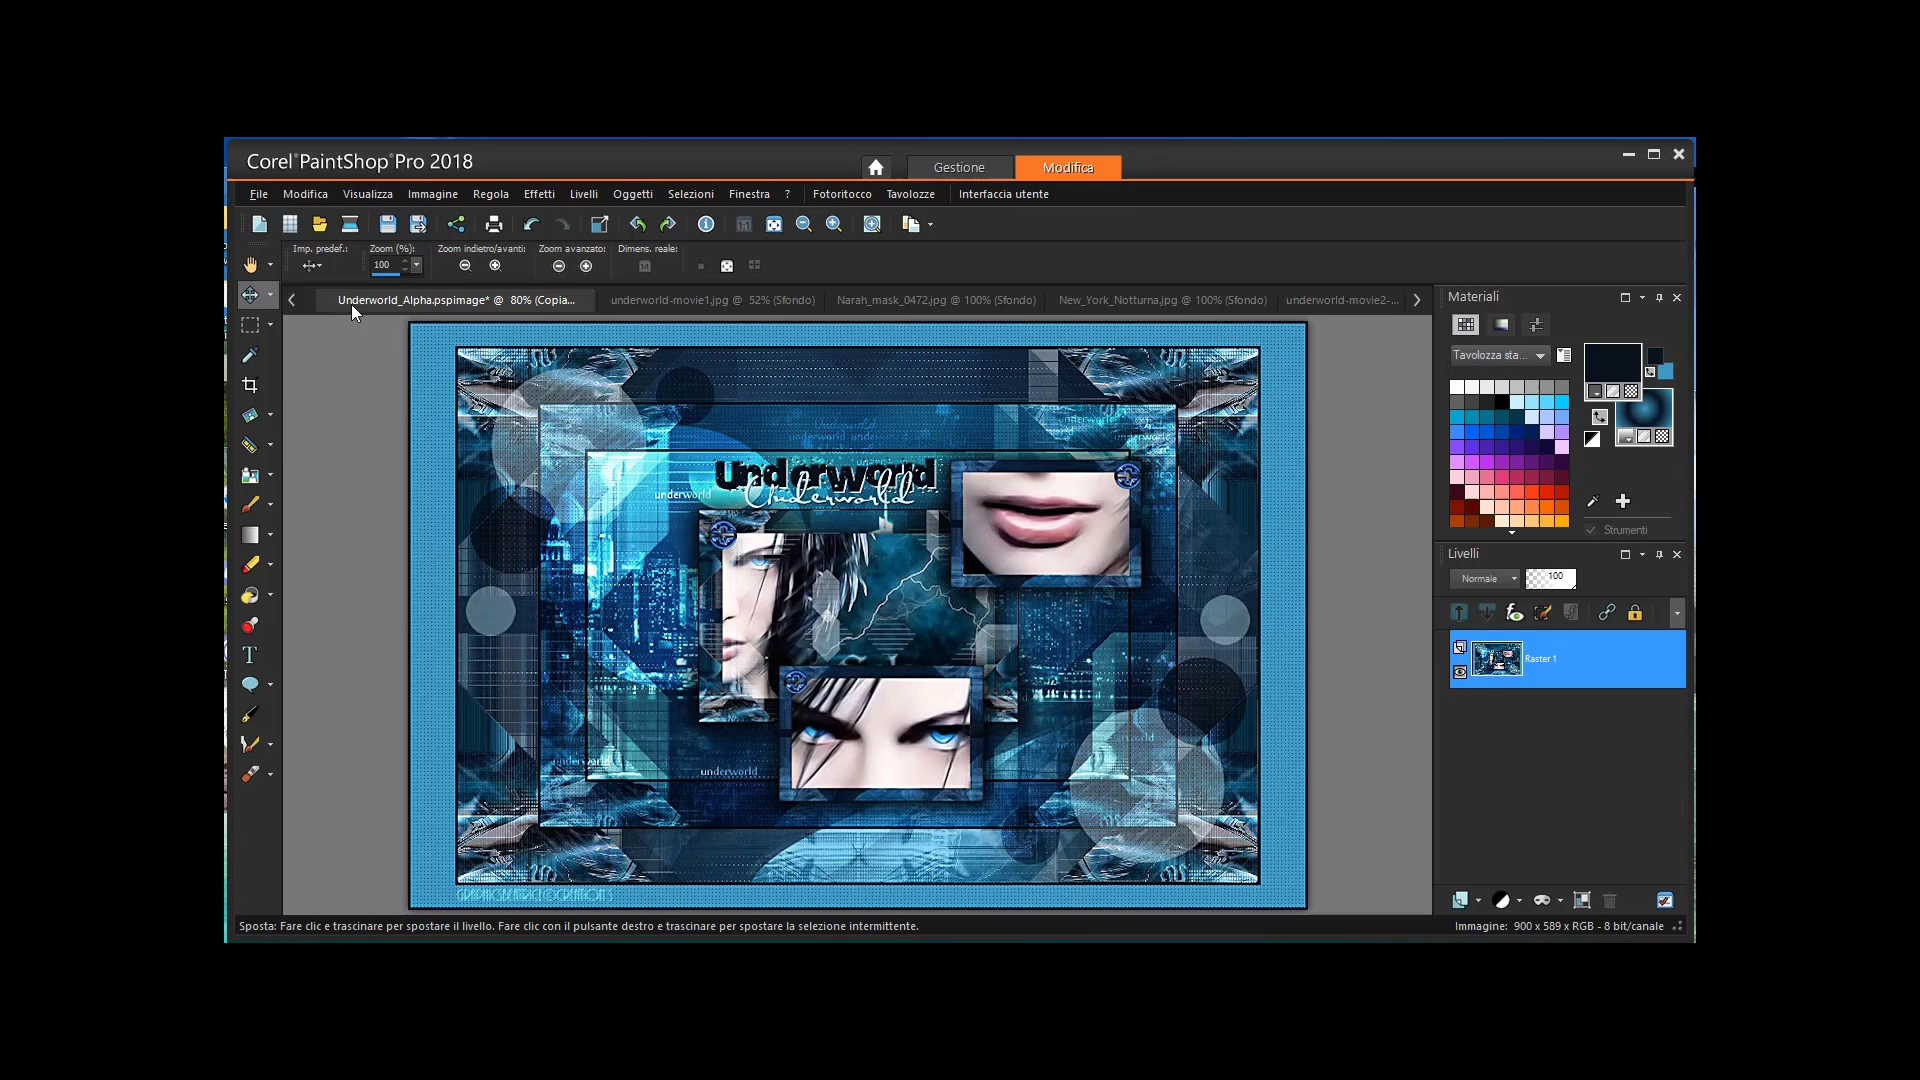 Corel®PaintShop®Pro 2018
Gestione
Modifica
File Modifica Visualizza Immagine Regola Effetti Livelli Oggetti Selezioni Finestra ? Fotoritocco Tavolozze Interfaccia utente
Imp. predef.: Zoom (%): Zoom indietro/avanti: Zoom avanzato: Dimens. reale:
100
Underworld_Alpha.pspimage* @ 80% (Copia...
underworld-movie1.jpg @ 52% (Sfondo)
Narah_mask_0472.jpg @ 100% (Sfondo)
New_York_Notturna.jpg @ 100% (Sfondo)
underworld-movie2-...
Materiali
Tavolozza sta...
Strumenti
Livelli
Normale
100
Raster 1
Underworld
underworld
underworld
Underworld
underworld
underworld
underworld
Sposta: Fare clic e trascinare per spostare il livello. Fare clic con il pulsante destro e trascinare per spostare la selezione intermittente.
Immagine: 900 x 589 x RGB - 8 bit/canale